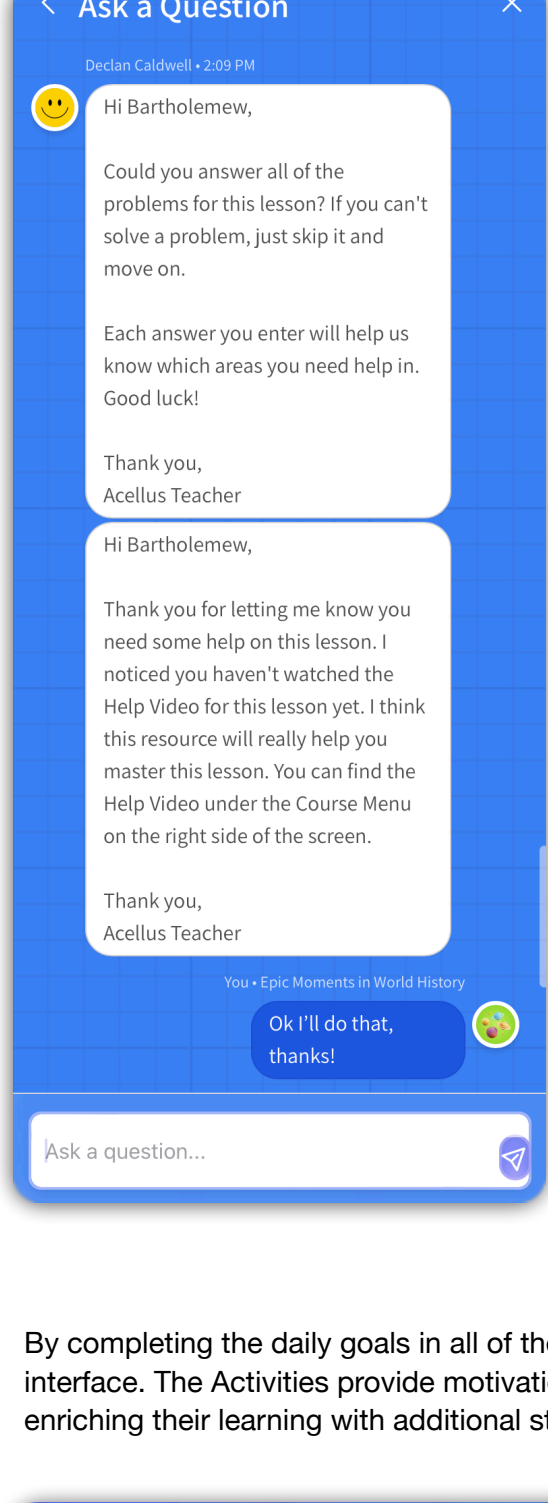 Ask a Question
Declan Caldwell • 2:09 PM
Hi Bartholemew,
Could you answer all of the
problems for this lesson? If you can't
solve a problem, just skip it and
move on.
Each answer you enter will help us
know which areas you need help in.
Good luck!
Thank you,
Acellus Teacher
Hi Bartholemew,
Thank you for letting me know you
need some help on this lesson. I
noticed you haven't watched the
Help Video for this lesson yet. I think
this resource will really help you
master this lesson. You can find the
Help Video under the Course Menu
on the right side of the screen.
Thank you,
Acellus Teacher
You • Epic Moments in World History
Ok I’ll do that,
thanks!
Ask a question...
By completing the daily goals in all of the
interface. The Activities provide motivati
enriching their learning with additional st